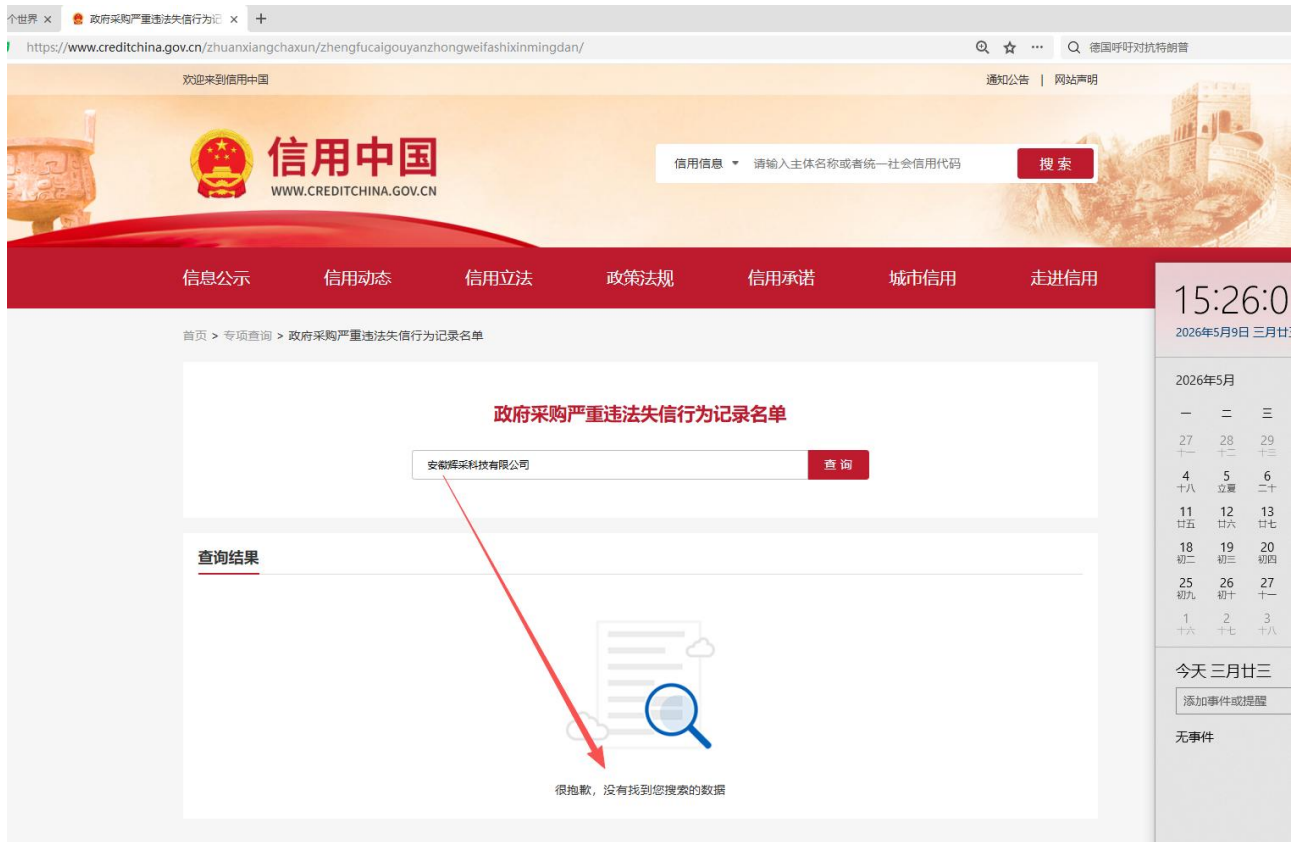 个世界 × 政府采购严重违法失信行为记 × +
https://www.creditchina.gov.cn/zhuanxiangchaxun/zhengfucaigouyanzhongweifashixinmingdan/ 德国呼吁对抗特朗普
欢迎来到信用中国 通知公告 | 网站声明
信用中国
WWW.CREDITCHINA.GOV.CN
信用信息 请输入主体名称或者统一社会信用代码 搜索
信息公示 信用动态 信用立法 政策法规 信用承诺 城市信用 走进信用
首页 > 专项查询 > 政府采购严重违法失信行为记录名单
政府采购严重违法失信行为记录名单
安徽辉采科技有限公司 查询
查询结果
很抱歉，没有找到您搜索的数据
15:26:0
2026年5月9日 三月廿三
2026年5月
一 二 三
27 28 29
十一 十二 十三
4 5 6
十八 立夏 二十
11 12 13
廿五 廿六 廿七
18 19 20
初二 初三 初四
25 26 27
初九 初十 十一
1 2 3
十六 十七 十八
今天 三月廿三
添加事件或提醒
无事件